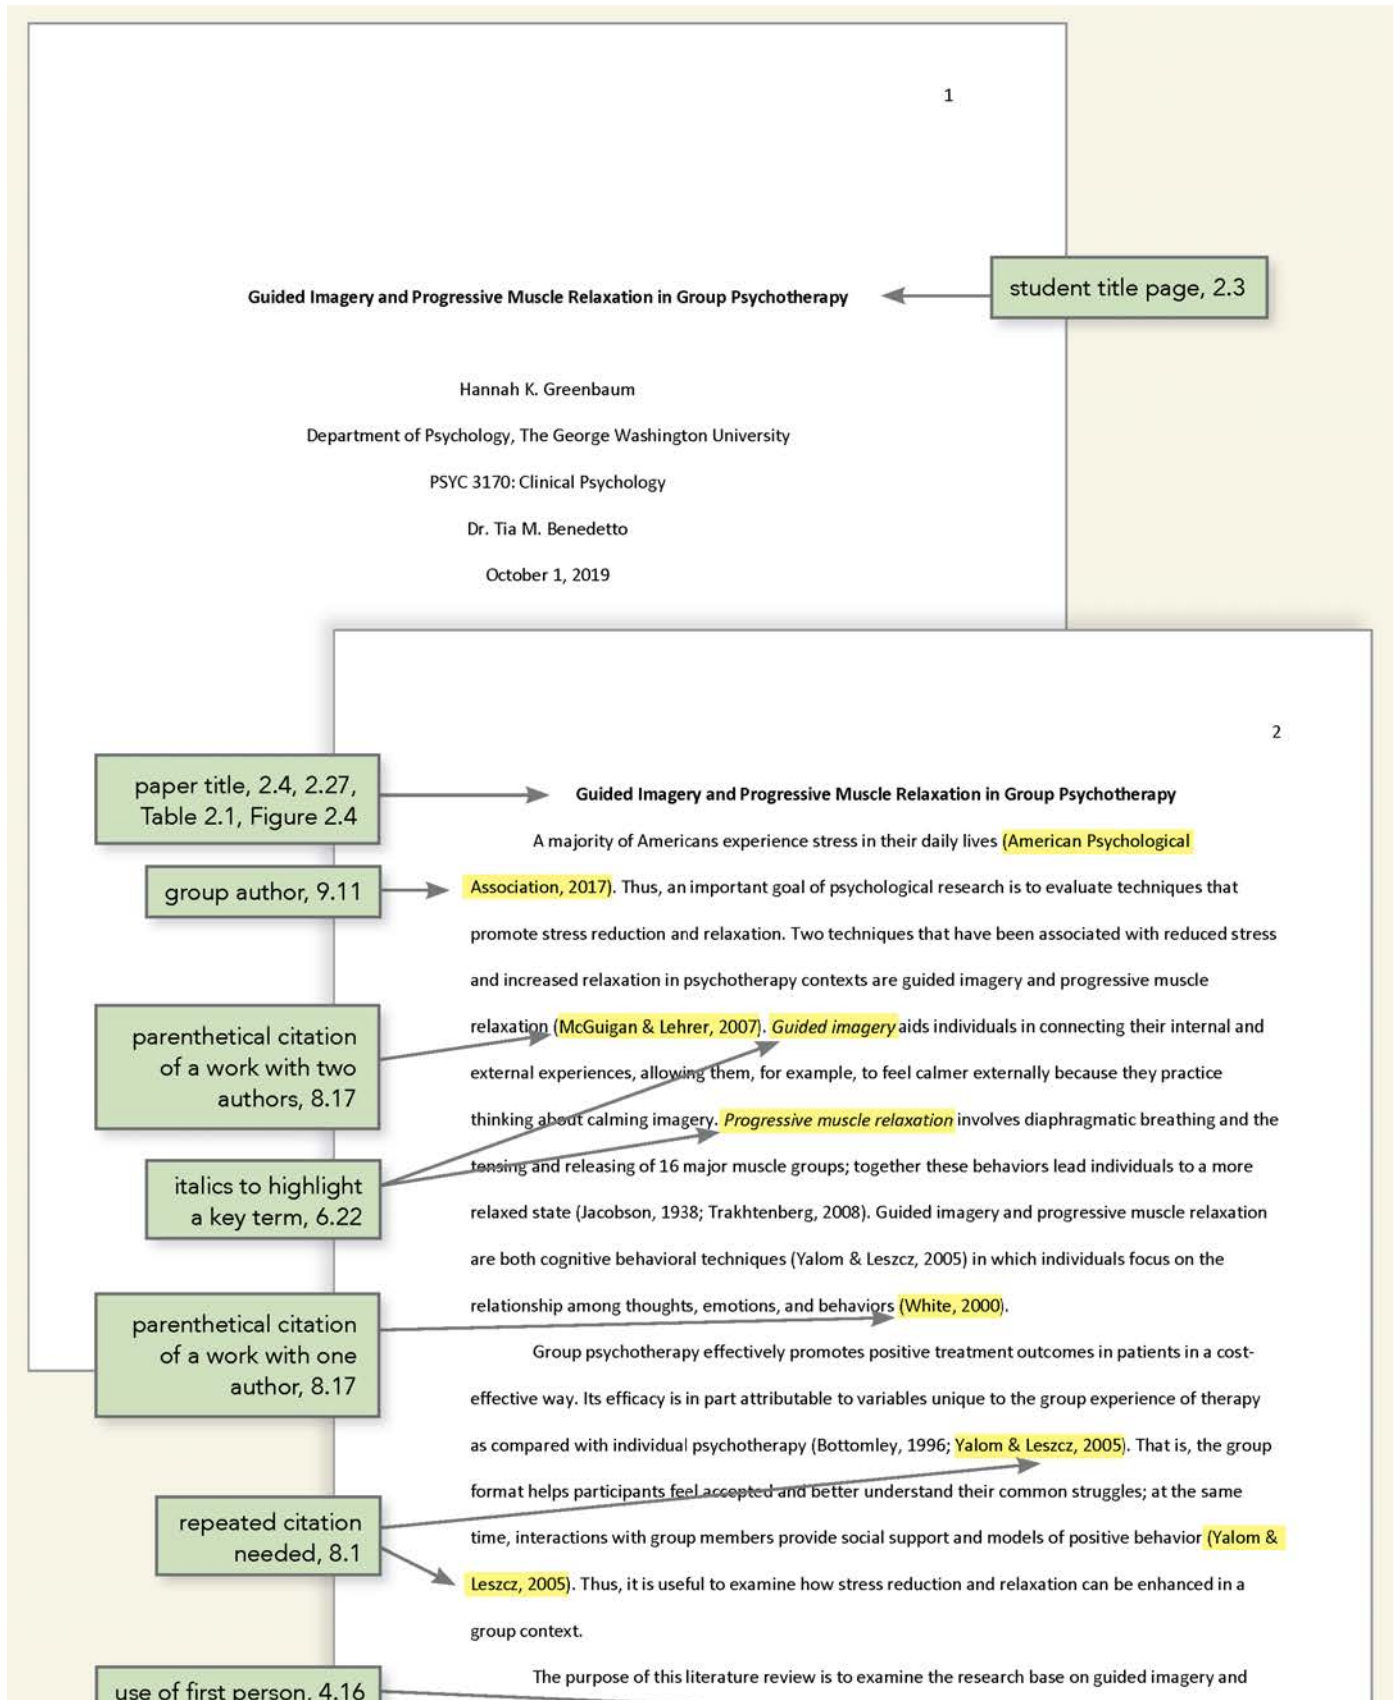 1
student title page, 2.3
Guided Imagery and Progressive Muscle Relaxation in Group Psychotherapy
Hannah K. Greenbaum
Department of Psychology, The George Washington University
PSYC 3170: Clinical Psychology
Dr. Tia M. Benedetto
October 1, 2019
2
paper title, 2.4, 2.27,
Table 2.1, Figure 2.4
Guided Imagery and Progressive Muscle Relaxation in Group Psychotherapy
A majority of Americans experience stress in their daily lives (American Psychological
group author, 9.11
Association, 2017). Thus, an important goal of psychological research is to evaluate techniques that
promote stress reduction and relaxation. Two techniques that have been associated with reduced stress
and increased relaxation in psychotherapy contexts are guided imagery and progressive muscle
parenthetical citation
of a work with two
authors, 8.17
relaxation (McGuigan & Lehrer, 2007). Guided imagery aids individuals in connecting their internal and
external experiences, allowing them, for example, to feel calmer externally because they practice
thinking about calming imagery. Progressive muscle relaxation involves diaphragmatic breathing and the
italics to highlight
a key term, 6.22
tensing and releasing of 16 major muscle groups; together these behaviors lead individuals to a more
relaxed state (Jacobson, 1938; Trakhtenberg, 2008). Guided imagery and progressive muscle relaxation
are both cognitive behavioral techniques (Yalom & Leszcz, 2005) in which individuals focus on the
parenthetical citation
of a work with one
author, 8.17
relationship among thoughts, emotions, and behaviors (White, 2000).
Group psychotherapy effectively promotes positive treatment outcomes in patients in a cost-
effective way. Its efficacy is in part attributable to variables unique to the group experience of therapy
as compared with individual psychotherapy (Bottomley, 1996; Yalom & Leszcz, 2005). That is, the group
format helps participants feel accepted and better understand their common struggles; at the same
repeated citation
needed, 8.1
time, interactions with group members provide social support and models of positive behavior (Yalom &
Leszcz, 2005). Thus, it is useful to examine how stress reduction and relaxation can be enhanced in a
group context.
The purpose of this literature review is to examine the research base on guided imagery and
use of first person, 4.16